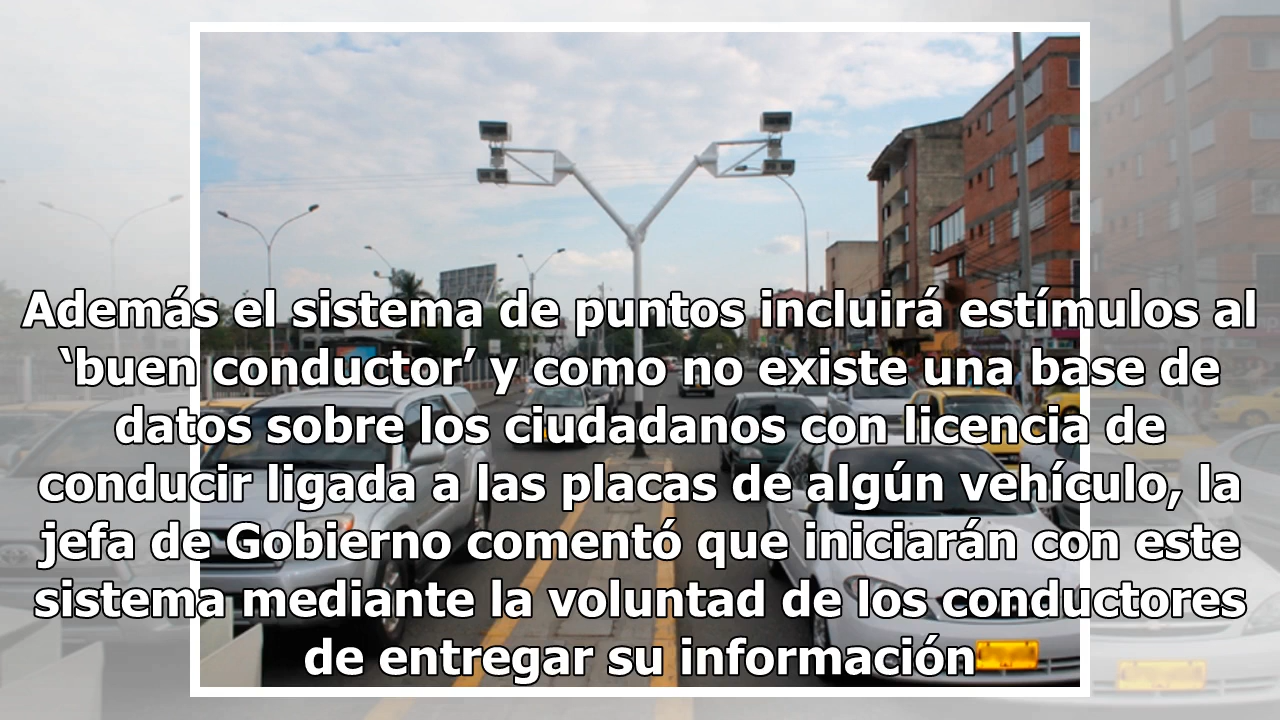 Además el sistema de puntos incluirá estímulos al
‘buen conductor’ y como no existe una base de
datos sobre los ciudadanos con licencia de
conducir ligada a las placas de algún vehículo, la
jefa de Gobierno comentó que iniciarán con este
sistema mediante la voluntad de los conductores
de entregar su información